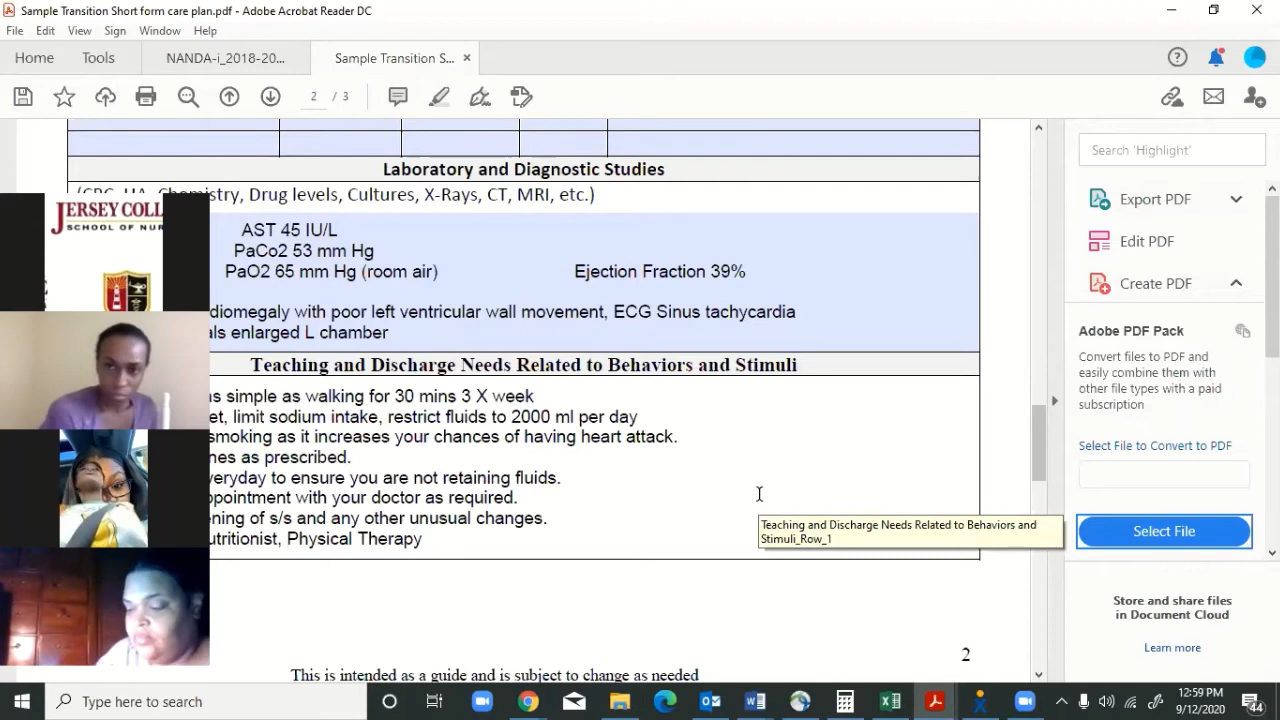 Sample Transition Short form care plan.pdf - Adobe Acrobat Reader DC
File Edit View Sign Window Help
Home Tools NANDA-i_2018-20... Sample Transition S... ×
2 / 3
Search 'Highlight'
Laboratory and Diagnostic Studies
Chemistry, Drug levels, Cultures, X-Rays, CT, MRI, etc.)
JERSEY COLL
SCHOOL OF NUR
AST 45 IU/L
PaCo2 53 mm Hg
PaO2 65 mm Hg (room air) Ejection Fraction 39%
diomegaly with poor left ventricular wall movement, ECG Sinus tachycardia
als enlarged L chamber
Teaching and Discharge Needs Related to Behaviors and Stimuli
s simple as walking for 30 mins 3 X week
et, limit sodium intake, restrict fluids to 2000 ml per day
smoking as it increases your chances of having heart attack.
nes as prescribed.
veryday to ensure you are not retaining fluids.
ppointment with your doctor as required.
ening of s/s and any other unusual changes.
utritionist, Physical Therapy
Teaching and Discharge Needs Related to Behaviors and
Stimuli_Row_1
2
This is intended as a guide and is subject to change as needed
Export PDF
Edit PDF
Create PDF
Adobe PDF Pack
Convert files to PDF and
easily combine them with
other file types with a paid
subscription
Select File to Convert to PDF
Select File
Store and share files
in Document Cloud
Learn more
Type here to search
12:59 PM
9/12/2020
44